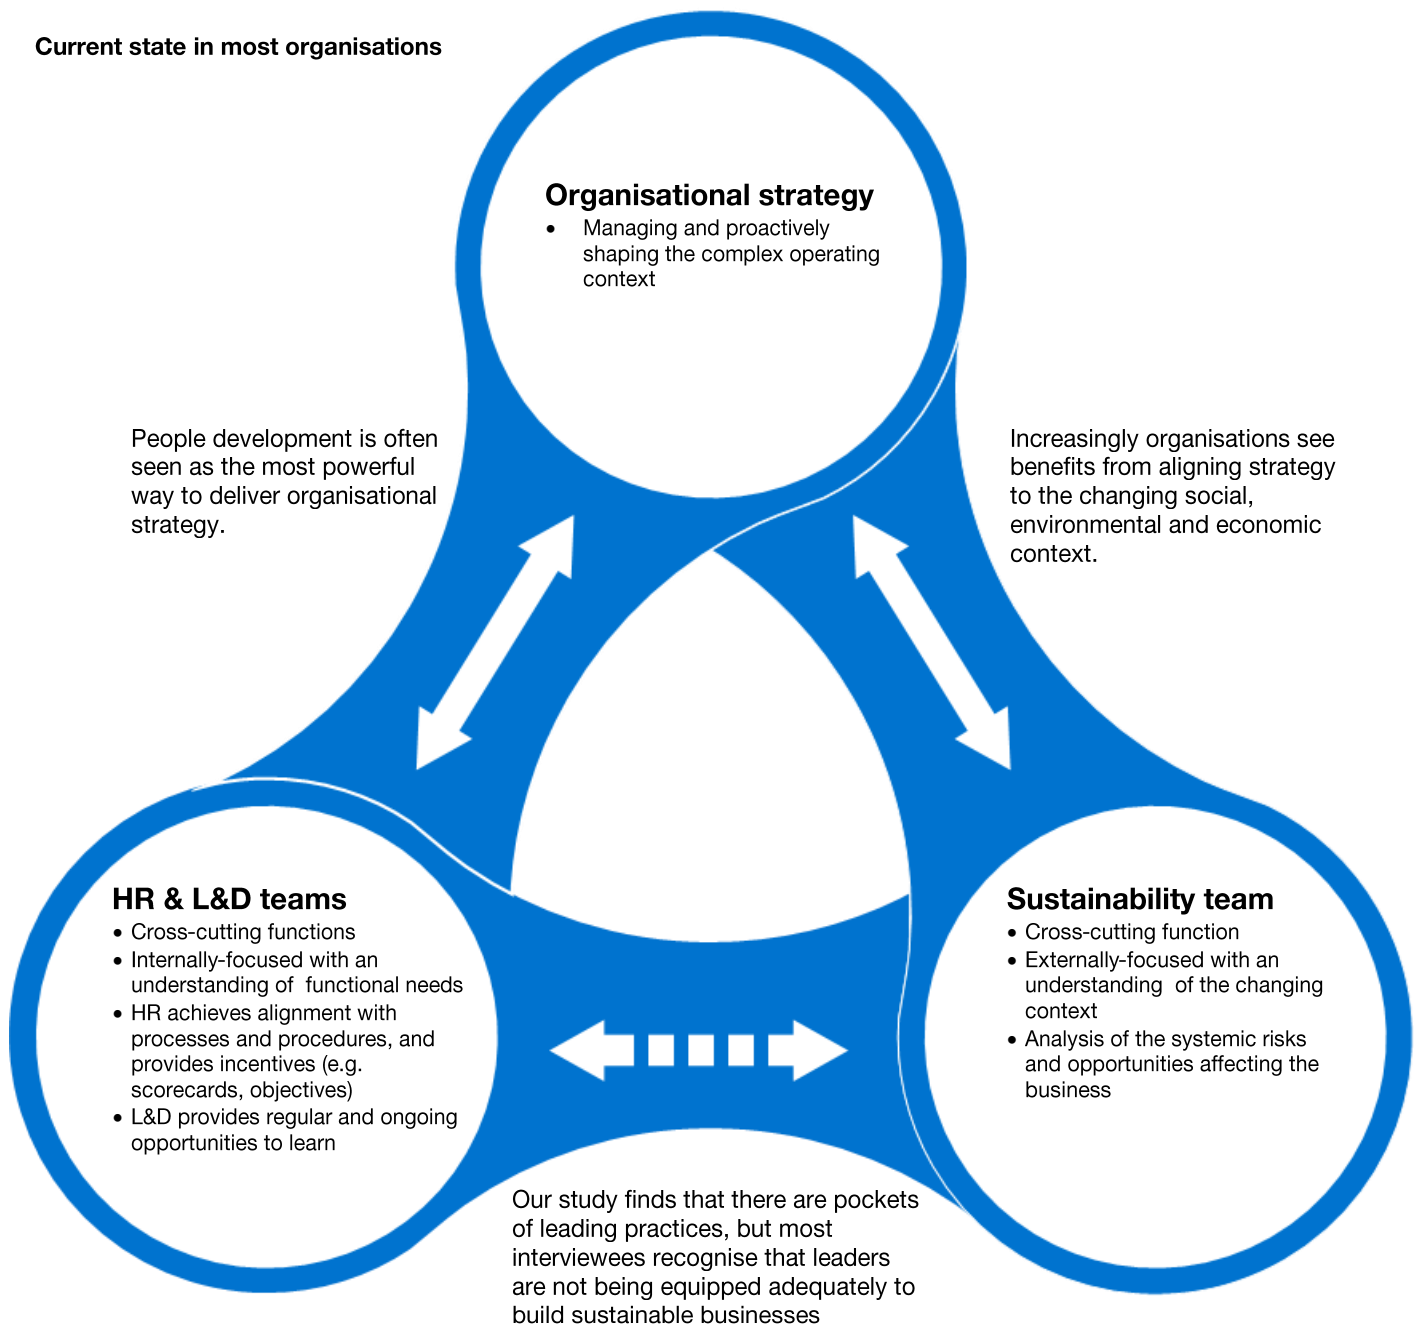 Current state in most organisations
Organisational strategy
• Managing and proactively
shaping the complex operating
context
People development is often
seen as the most powerful
way to deliver organisational
strategy.
Increasingly organisations see
benefits from aligning strategy
to the changing social,
environmental and economic
context.
HR & L&D teams
• Cross-cutting functions
• Internally-focused with an
understanding of functional needs
• HR achieves alignment with
processes and procedures, and
provides incentives (e.g.
scorecards, objectives)
• L&D provides regular and ongoing
opportunities to learn
Sustainability team
• Cross-cutting function
• Externally-focused with an
understanding of the changing
context
• Analysis of the systemic risks
and opportunities affecting the
business
Our study finds that there are pockets
of leading practices, but most
interviewees recognise that leaders
are not being equipped adequately to
build sustainable businesses